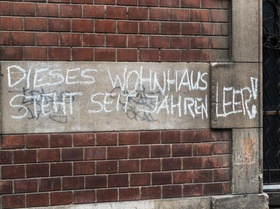 DIESES WOHNHAUS
STEHT SEIT JAHREN LEER!